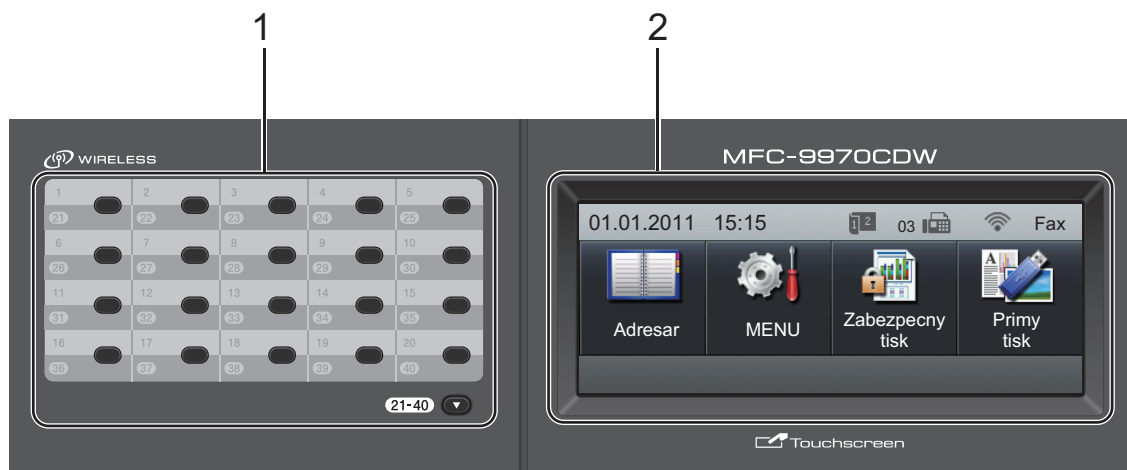 1 2
WIRELESS
MFC-9970CDW
1 2 3 4 5
21 22 23 24 25
6 7 8 9 10
26 27 28 29 30
11 12 13 14 15
31 32 33 34 35
16 17 18 19 20
36 37 38 39 40
21-40
01.01.2011 15:15 1 2 03 Fax
A
Adresar
MENU
Zabezpecny
tisk
Primy
tisk
Touchscreen